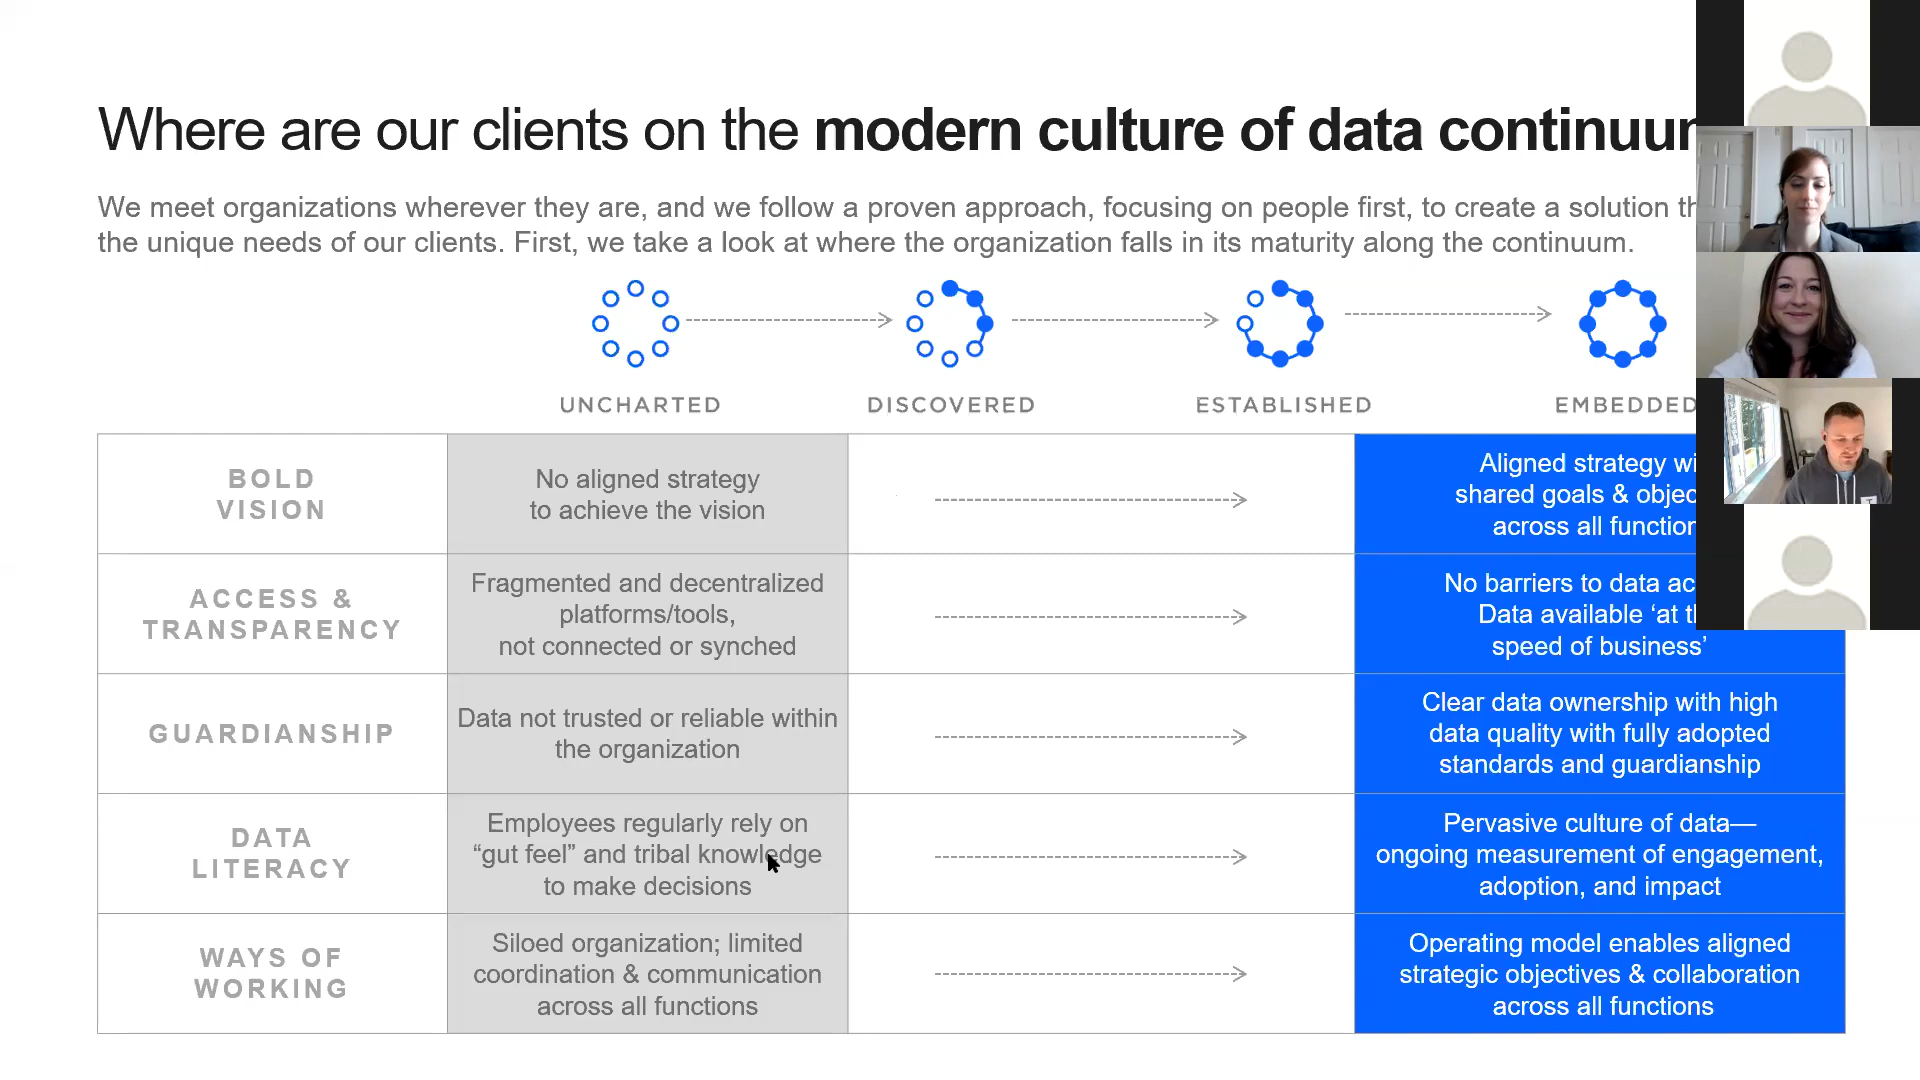 Where are our clients on the modern culture of data continuum
We meet organizations wherever they are, and we follow a proven approach, focusing on people first, to create a solution
the unique needs of our clients. First, we take a look at where the organization falls in its maturity along the continuum.
UNCHARTED
DISCOVERED
ESTABLISHED
EMBEDDED
BOLD
VISION
No aligned strategy
to achieve the vision
Aligned strategy
shared goals &
across all
ACCESS &
TRANSPARENCY
Fragmented and decentralized
platforms/tools,
not connected or synched
No barriers to data
Data available ‘at
speed of business’
GUARDIANSHIP
Data not trusted or reliable within
the organization
Clear data ownership with high
data quality with fully adopted
standards and guardianship
DATA
LITERACY
Employees regularly rely on
“gut feel” and tribal knowledge
to make decisions
Pervasive culture of data—
ongoing measurement of engagement,
adoption, and impact
WAYS OF
WORKING
Siloed organization; limited
coordination & communication
across all functions
Operating model enables aligned
strategic objectives & collaboration
across all functions